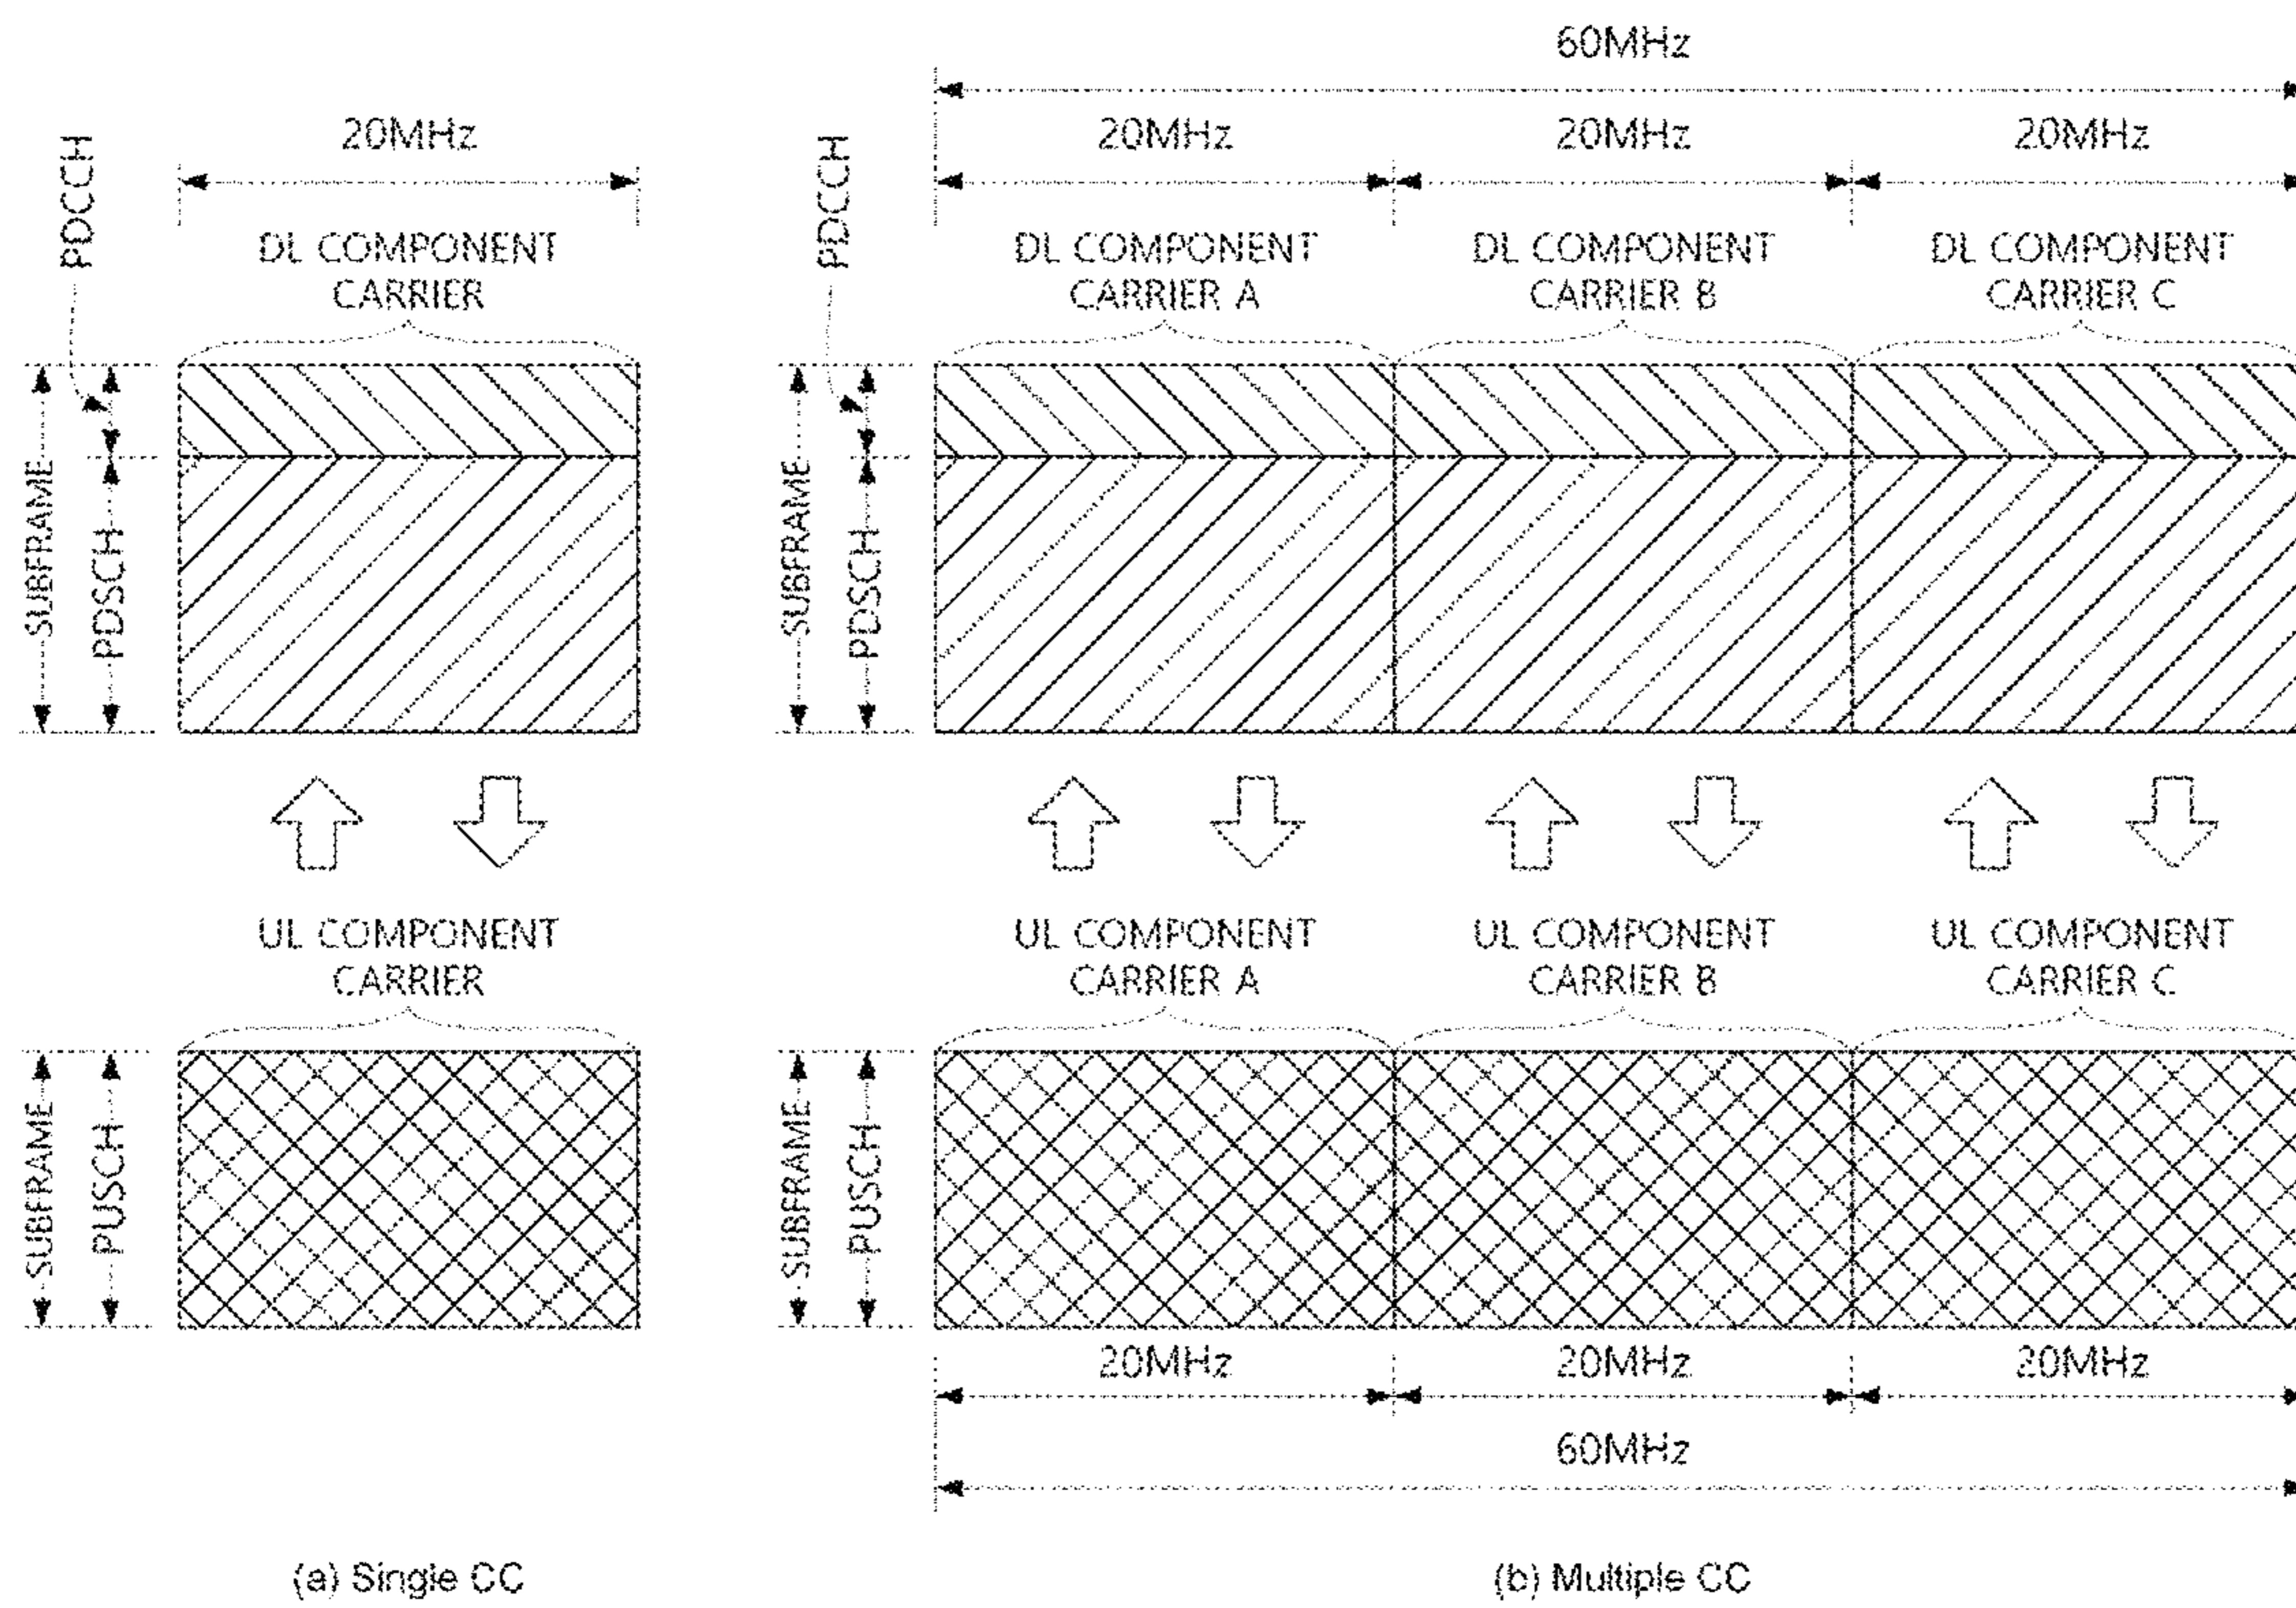 60MHz
20MHz
20MHz
20MHz
20MHz
PDCCH
PDCCH
DL COMPONENT
CARRIER
DL COMPONENT
CARRIER A
DL COMPONENT
CARRIER B
DL COMPONENT
CARRIER C
SUBFRAME
PDSCH
SUBFRAME
PDSCH
UL COMPONENT
CARRIER
UL COMPONENT
CARRIER A
UL COMPONENT
CARRIER B
UL COMPONENT
CARRIER C
SUBFRAME
PUSCH
SUBFRAME
PUSCH
20MHz
20MHz
20MHz
60MHz
(a) Single CC
(b) Multiple CC